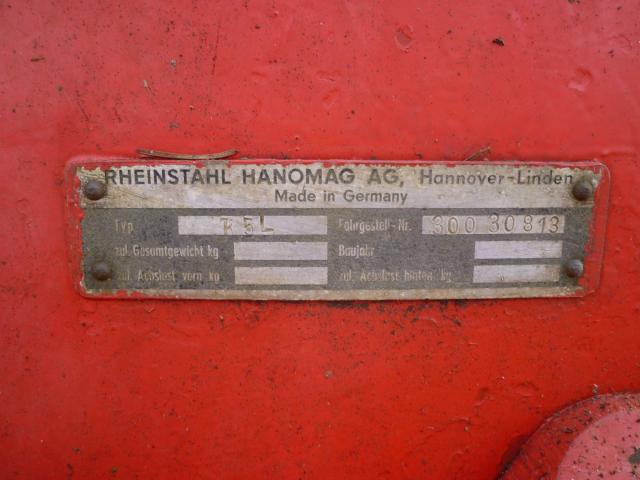 RHEINSTAHL HANOMAG AG, Hannover-Linden
Made in Germany
Typ K5L Fahrgestell-Nr. 300 30813
zul. Gesamtgewicht kg Baujahr
zul. Achslast vorn kg zul. Achslast hinten kg